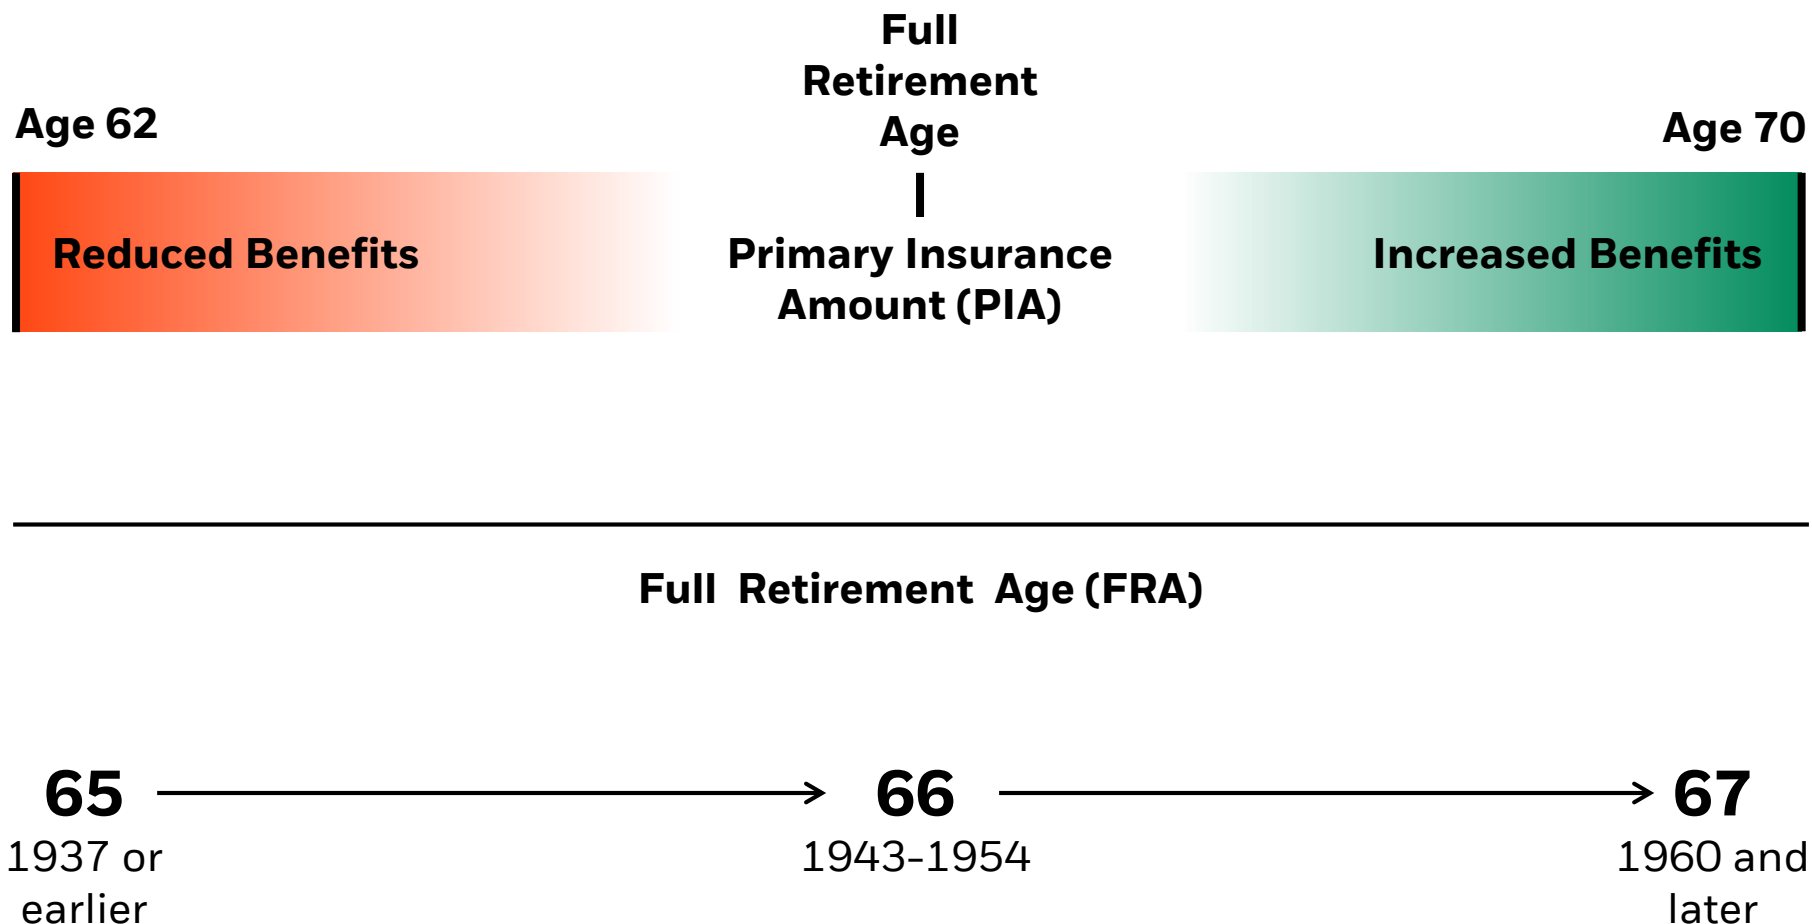 Full
Retirement
Age
Age 62
Age 70
Reduced Benefits
Primary Insurance
Amount (PIA)
Increased Benefits
Full Retirement Age (FRA)
65
66
67
1937 or
earlier
1943-1954
1960 and
later